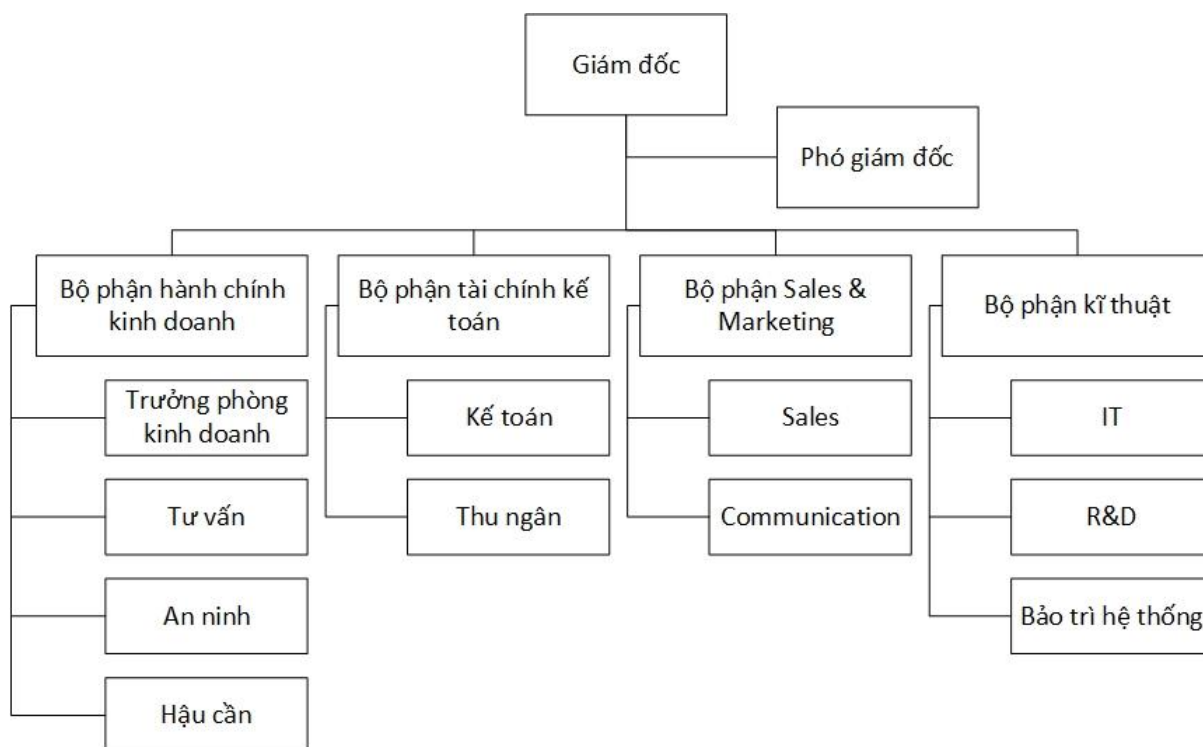 Giám đốc
Phó giám đốc
Bộ phận hành chính
kinh doanh
Trưởng phòng
kinh doanh
Tư vấn
An ninh
Hậu cần
Bộ phận tài chính kế
toán
Kế toán
Thu ngân
Bộ phận Sales &
Marketing
Sales
Communication
Bộ phận kĩ thuật
IT
R&D
Bảo trì hệ thống